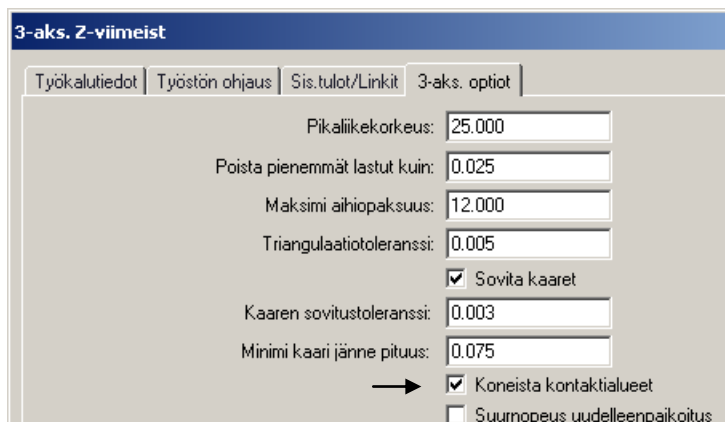 3-aks. Z-viimeist
Työkalutiedot Työstön ohjaus Sis.tulot/Linkit 3-aks. optiot
Pikaliikekorkeus: 25.000
Poista pienemmät lastut kuin: 0.025
Maksimi aihiopaksuus: 12.000
Triangulaatiotoleranssi: 0.005
Sovita kaaret
Kaaren sovitustoleranssi: 0.003
Minimi kaari jänne pituus: 0.075
Koneista kontaktialueet
Suurnopeus uudelleenpaikoitus